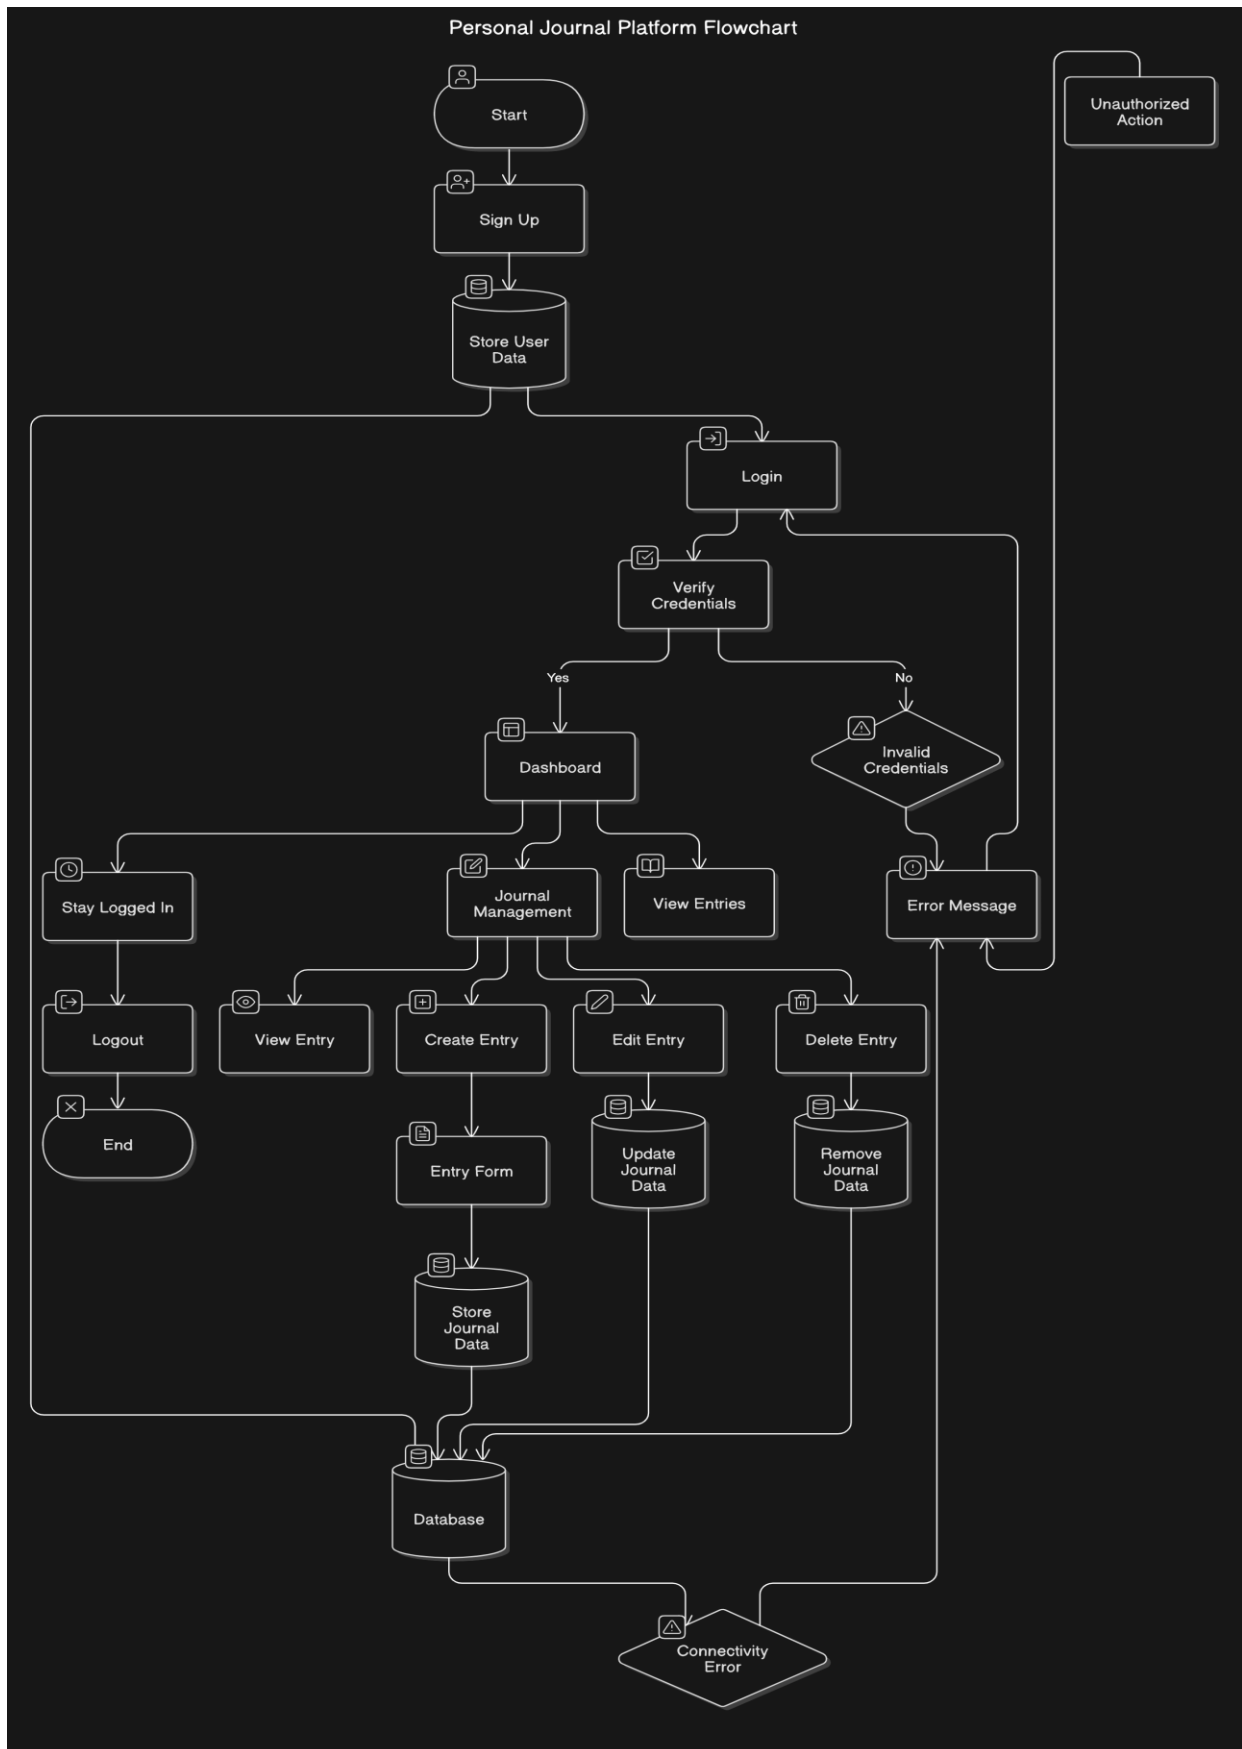 Personal Journal Platform Flowchart
Start
Unauthorized
Action
Sign Up
Store User
Data
Login
Verify
Credentials
Yes
No
Dashboard
Invalid
Credentials
Stay Logged In
Journal
Management
View Entries
Error Message
Logout
View Entry
Create Entry
Edit Entry
Delete Entry
End
Entry Form
Update
Journal
Data
Remove
Journal
Data
Store
Journal
Data
Database
Connectivity
Error